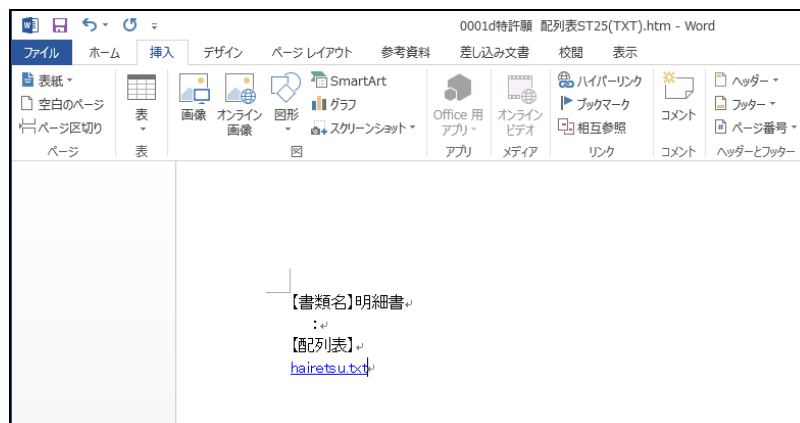 0001d特許願 配列表ST25(TXT).htm - Word
ファイル ホーム 挿入 デザイン ページ レイアウト 参考資料 差し込み文書 校閲 表示
表紙
空白のページ
ページ区切り
ページ
表
表
画像
オンライン
画像
図形
SmartArt
グラフ
スクリーンショット
図
Office 用
アプリ
アプリ
オンライン
ビデオ
メディア
ハイパーリンク
ブックマーク
相互参照
リンク
コメント
コメント
ヘッダー
フッター
ページ番号
ヘッダーとフッター
【書類名】明細書
:
【配列表】
hairetsu.txt